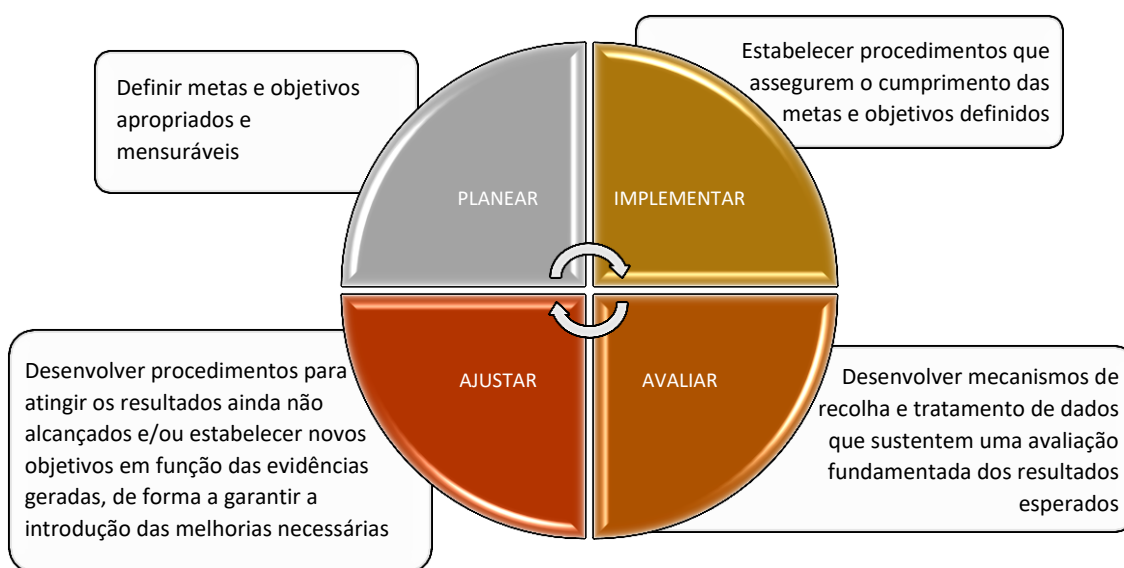 Definir metas e objetivos
apropriados e
mensuráveis
Estabelecer procedimentos que
assegurem o cumprimento das
metas e objetivos definidos
PLANEAR
IMPLEMENTAR
AJUSTAR
AVALIAR
Desenvolver procedimentos para
atingir os resultados ainda não
alcançados e/ou estabelecer novos
objetivos em função das evidências
geradas, de forma a garantir a
introdução das melhorias necessárias
Desenvolver mecanismos de
recolha e tratamento de dados
que sustentem uma avaliação
fundamentada dos resultados
esperados